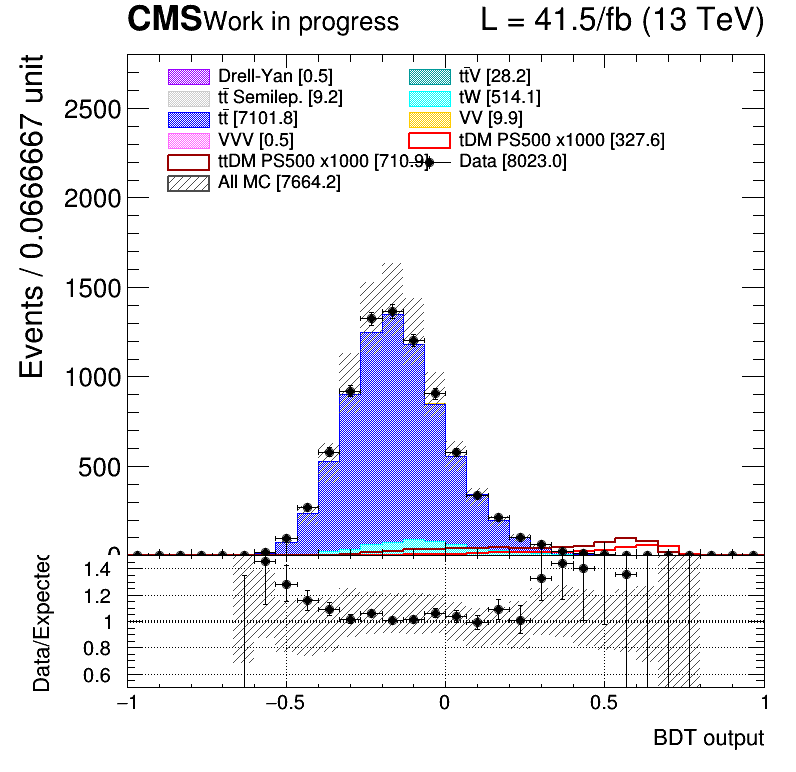 CMS Work in progress L = 41.5/fb (13 TeV)
Events / 0.0666667 unit
Drell-Yan [0.5] tt̄V [28.2]
tt̄ Semilep. [9.2] tW [514.1]
tt̄ [7101.8] VV [9.9]
VVV [0.5] tDM PS500 x1000 [327.6]
ttDM PS500 x1000 [710.9] Data [8023.0]
All MC [7664.2]
2500
2000
1500
1000
500
0
Data/Expected
1.4
1.2
1
0.8
0.6
−1 −0.5 0 0.5 1
BDT output